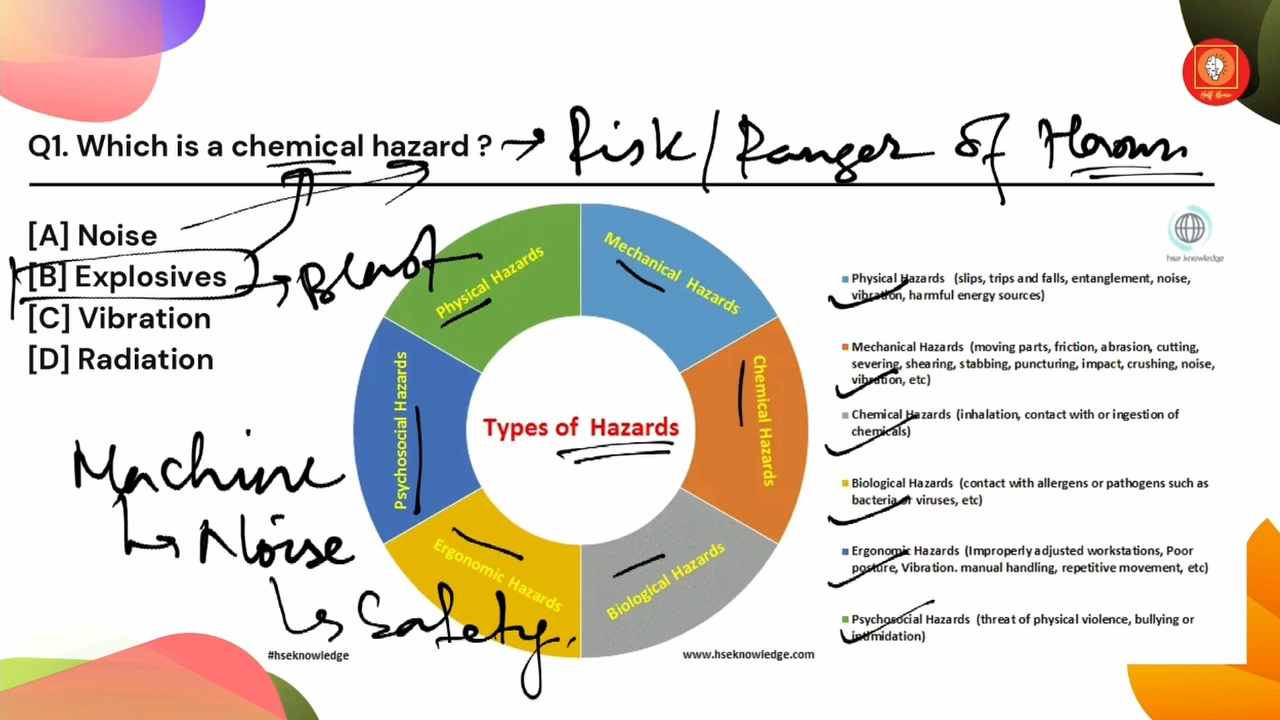 Half Brain
Q1. Which is a chemical hazard ? → Risk/Danger of Harm
[A] Noise
[B] Explosives → Blast
[C] Vibration
[D] Radiation
Machine
↳ Noise
↳ Safety
Types of Hazards
Physical Hazards
Mechanical Hazards
Chemical Hazards
Biological Hazards
Ergonomic Hazards
Psychosocial Hazards
#hseknowledge
www.hseknowledge.com
hse knowledge
Physical Hazards (slips, trips and falls, entanglement, noise,
vibration, harmful energy sources)
Mechanical Hazards (moving parts, friction, abrasion, cutting,
severing, shearing, stabbing, puncturing, impact, crushing, noise,
vibration, etc)
Chemical Hazards (inhalation, contact with or ingestion of
chemicals)
Biological Hazards (contact with allergens or pathogens such as
bacteria or viruses, etc)
Ergonomic Hazards (Improperly adjusted workstations, Poor
posture, Vibration. manual handling, repetitive movement, etc)
Psychosocial Hazards (threat of physical violence, bullying or
intimidation)